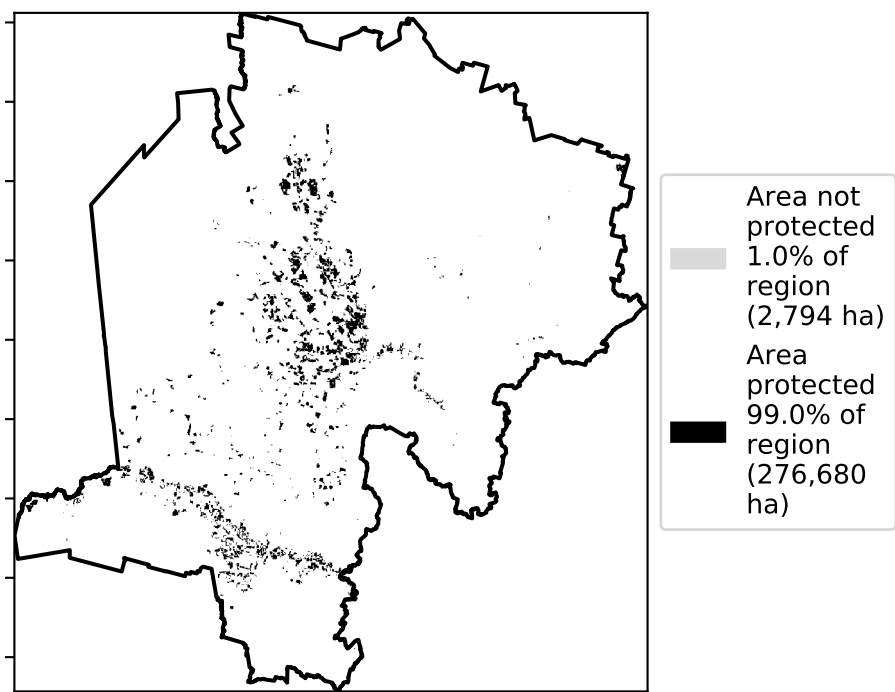 Area not
protected
1.0% of
region
(2,794 ha)
Area
protected
99.0% of
region
(276,680
ha)